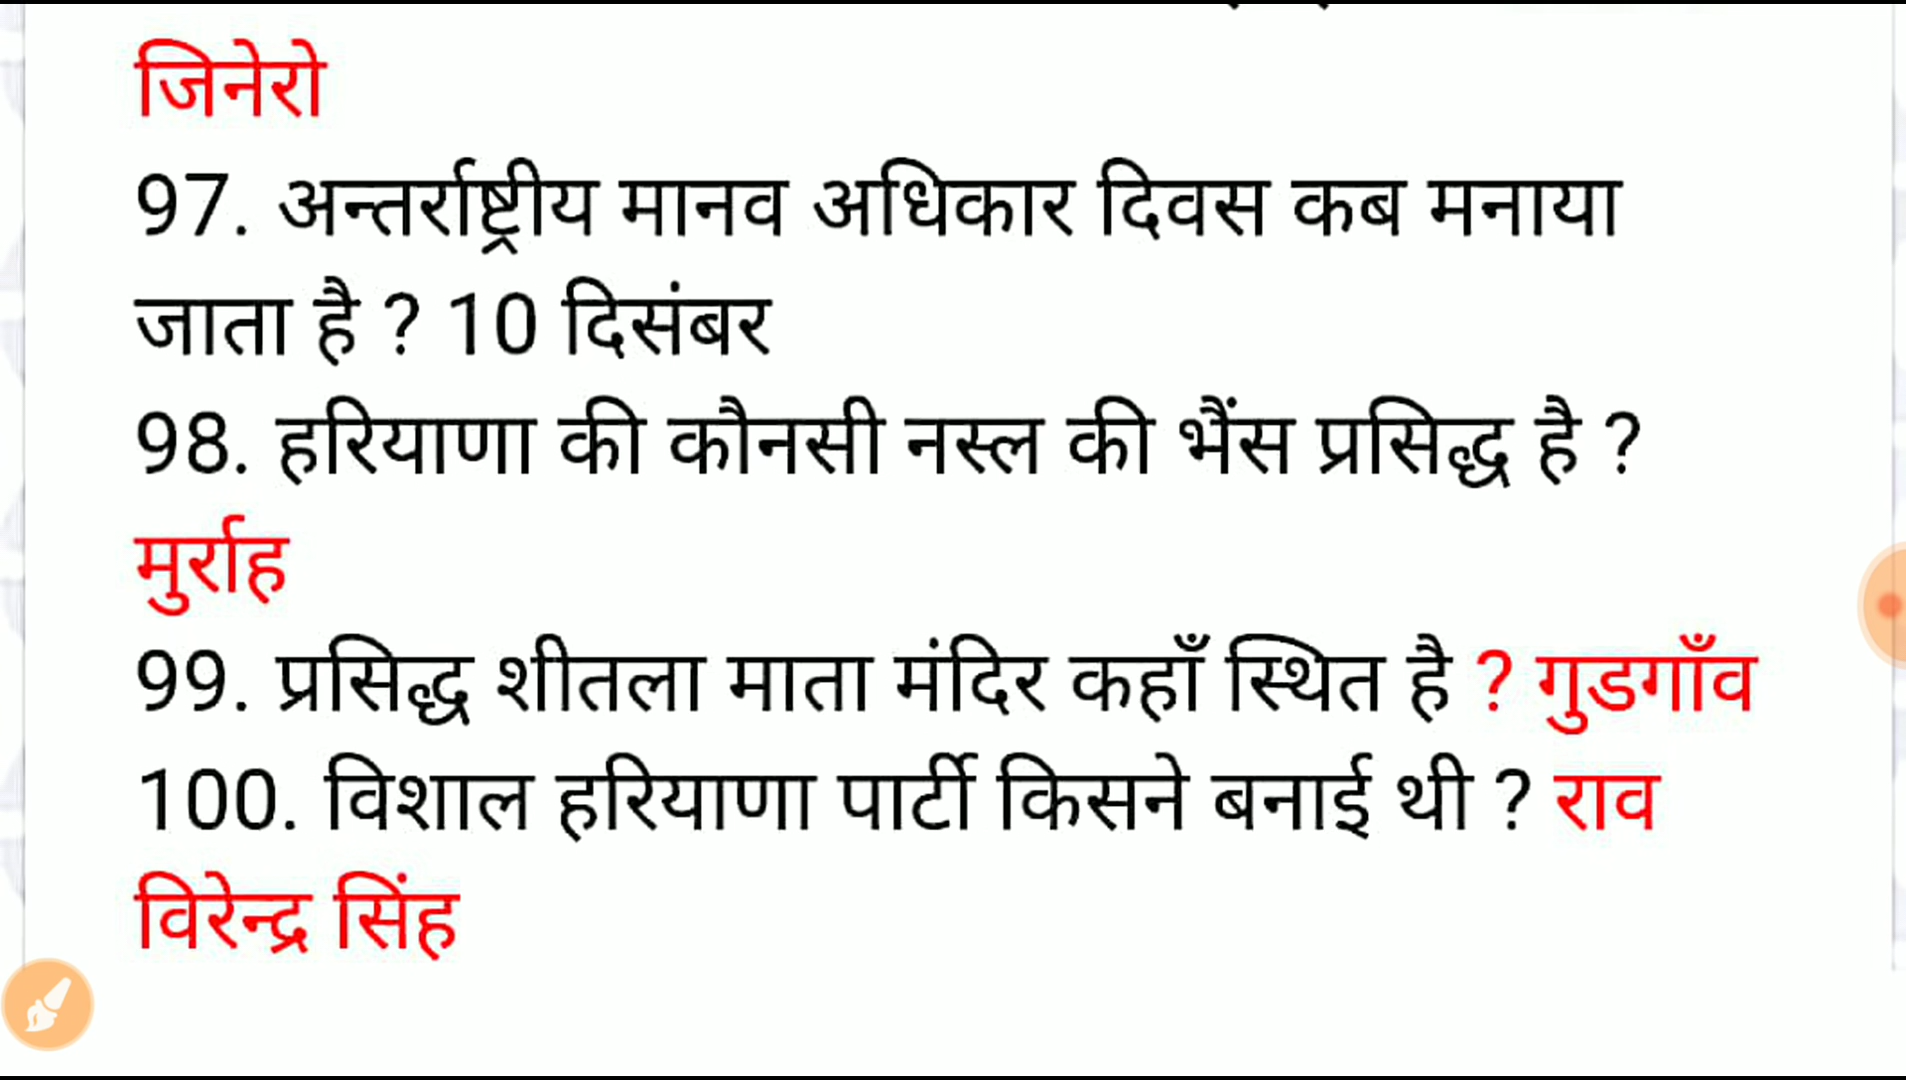 जिनेरो
97. अन्तर्राष्ट्रीय मानव अधिकार दिवस कब मनाया
जाता है ? 10 दिसंबर
98. हरियाणा की कौनसी नस्ल की भैंस प्रसिद्ध है ?
मुर्राह
99. प्रसिद्ध शीतला माता मंदिर कहाँ स्थित है ? गुडगाँव
100. विशाल हरियाणा पार्टी किसने बनाई थी ? राव
विरेन्द्र सिंह